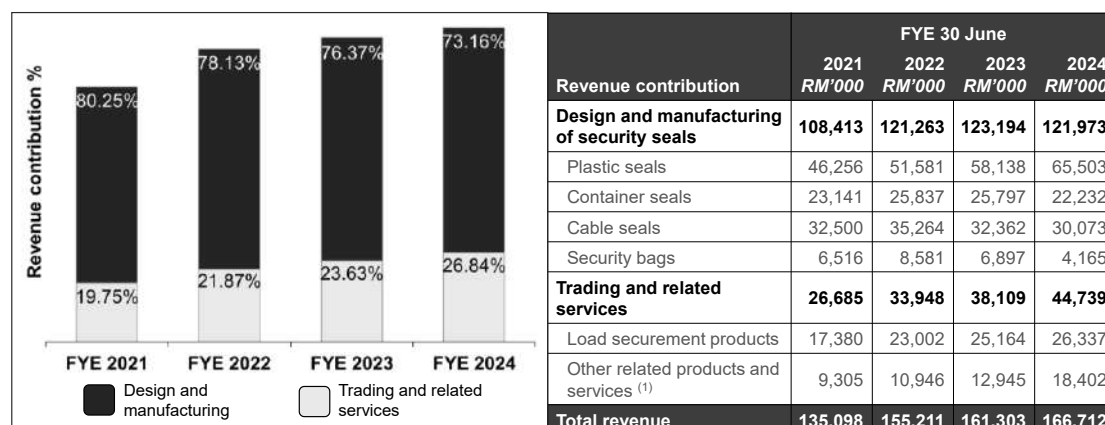 Revenue contribution %
80.25%
78.13%
76.37%
73.16%
19.75%
21.87%
23.63%
26.84%
FYE 2021 FYE 2022 FYE 2023 FYE 2024
Design and
manufacturing
Trading and related
services
FYE 30 June
2021 2022 2023 2024
Revenue contribution RM'000 RM'000 RM'000 RM'000
Design and manufacturing
of security seals 108,413 121,263 123,194 121,973
Plastic seals 46,256 51,581 58,138 65,503
Container seals 23,141 25,837 25,797 22,232
Cable seals 32,500 35,264 32,362 30,073
Security bags 6,516 8,581 6,897 4,165
Trading and related
services 26,685 33,948 38,109 44,739
Load securement products 17,380 23,002 25,164 26,337
Other related products and
services (1) 9,305 10,946 12,945 18,402
Total revenue 135,098 155,211 161,303 166,712